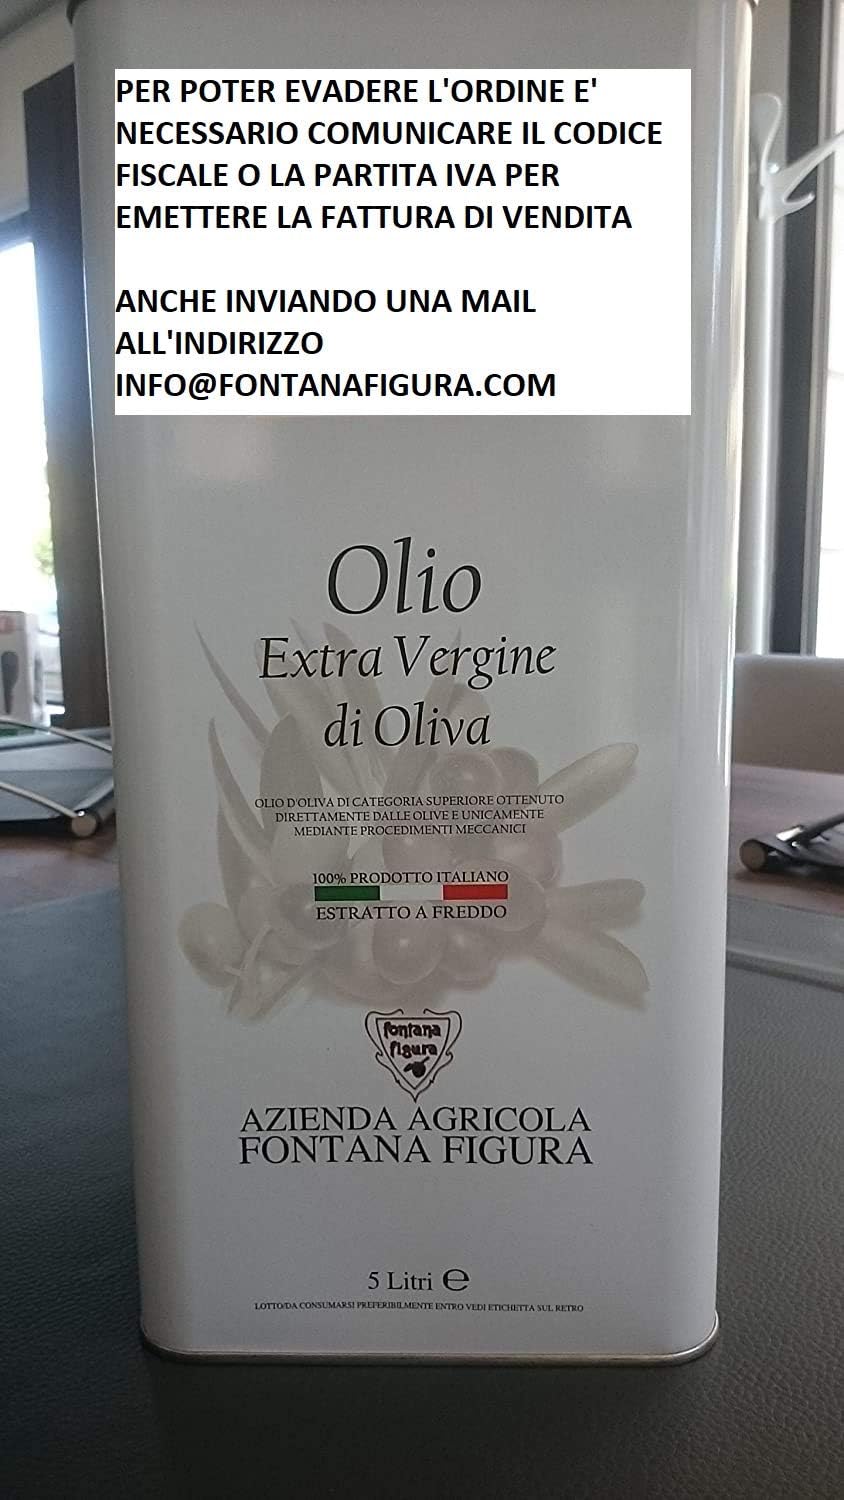 PER POTER EVADERE L'ORDINE E'
NECESSARIO COMUNICARE IL CODICE
FISCALE O LA PARTITA IVA PER
EMETTERE LA FATTURA DI VENDITA
ANCHE INVIANDO UNA MAIL
ALL'INDIRIZZO
INFO@FONTANAFIGURA.COM
Olio
Extra Vergine
di Oliva
OLIO D'OLIVA DI CATEGORIA SUPERIORE OTTENUTO
DIRETTAMENTE DALLE OLIVE E UNICAMENTE
MEDIANTE PROCEDIMENTI MECCANICI
100% PRODOTTO ITALIANO
ESTRATTO A FREDDO
fontana
figura
AZIENDA AGRICOLA
FONTANA FIGURA
5 Litri ℮
LOTTO/DA CONSUMARSI PREFERIBILMENTE ENTRO VEDI ETICHETTA SUL RETRO